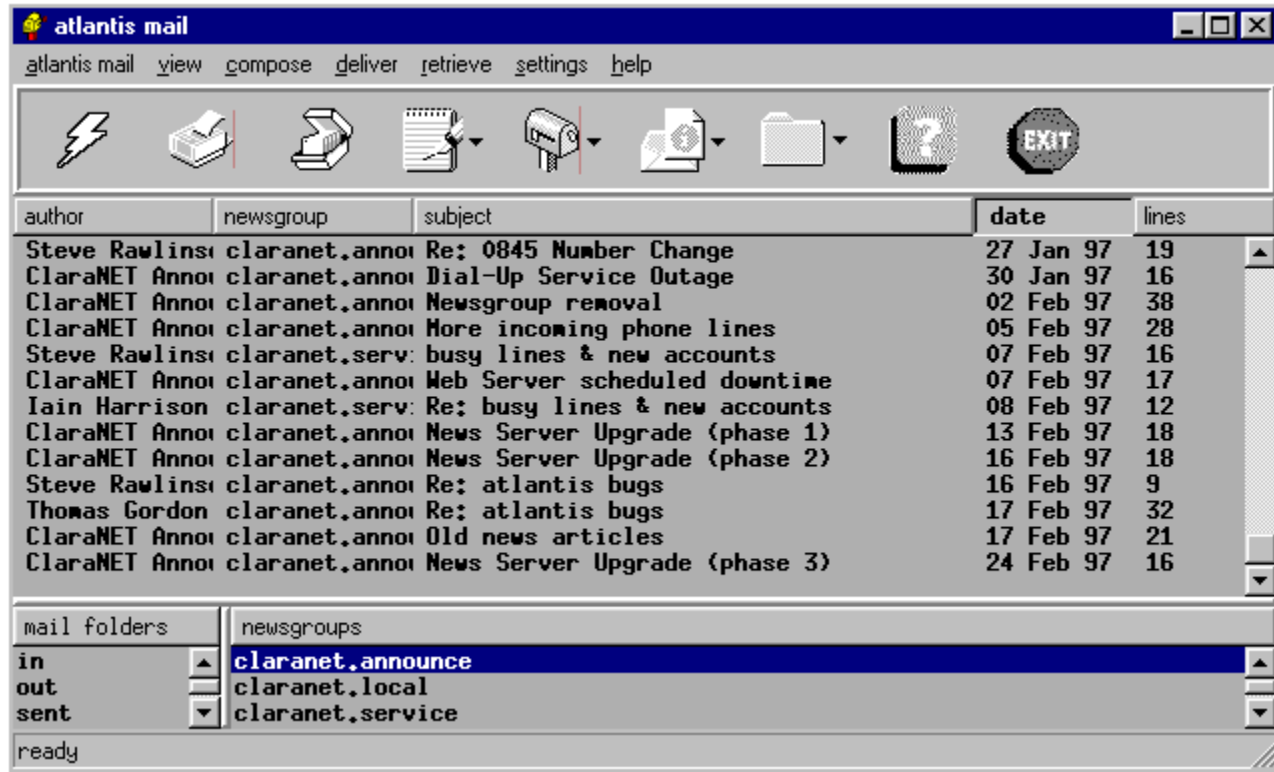 atlantis mail
atlantis mail view compose deliver retrieve settings help
EXIT
author newsgroup subject date lines
Steve Rawlins claranet.anno Re: 0845 Number Change 27 Jan 97 19
ClaraNET Anno claranet.anno Dial-Up Service Outage 30 Jan 97 16
ClaraNET Anno claranet.anno Newsgroup removal 02 Feb 97 38
ClaraNET Anno claranet.anno More incoming phone lines 05 Feb 97 28
Steve Rawlins claranet.serv busy lines & new accounts 07 Feb 97 16
ClaraNET Anno claranet.anno Web Server scheduled downtime 07 Feb 97 17
Iain Harrison claranet.serv Re: busy lines & new accounts 08 Feb 97 12
ClaraNET Anno claranet.anno News Server Upgrade (phase 1) 13 Feb 97 18
ClaraNET Anno claranet.anno News Server Upgrade (phase 2) 16 Feb 97 18
Steve Rawlins claranet.anno Re: atlantis bugs 16 Feb 97 9
Thomas Gordon claranet.anno Re: atlantis bugs 17 Feb 97 32
ClaraNET Anno claranet.anno Old news articles 17 Feb 97 21
ClaraNET Anno claranet.anno News Server Upgrade (phase 3) 24 Feb 97 16
mail folders newsgroups
in claranet.announce
out claranet.local
sent claranet.service
ready